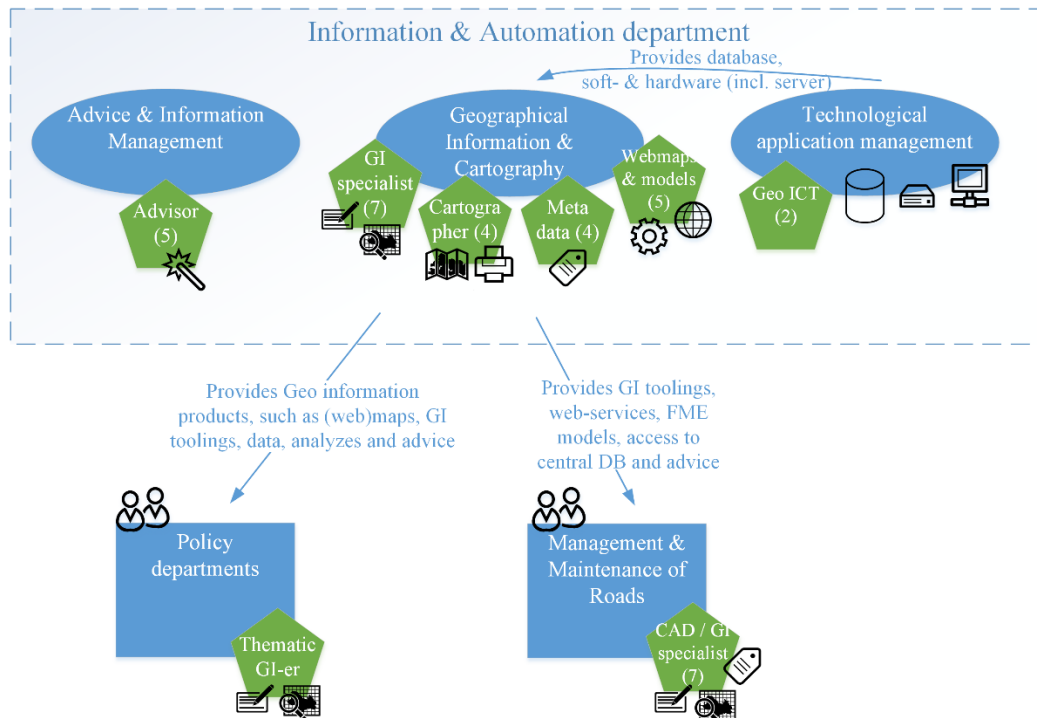 Information & Automation department
Provides database,
soft- & hardware (incl. server)
Advice & Information
Management
Geographical
Information &
Cartography
Technological
application management
Advisor
(5)
GI
specialist
(7)
Cartogra
pher (4)
Meta
data (4)
Webmaps
& models
(5)
Geo ICT
(2)
Provides Geo information
products, such as (web)maps, GI
toolings, data, analyzes and advice
Provides GI toolings,
web-services, FME
models, access to
central DB and advice
Policy
departments
Thematic
GI-er
Management &
Maintenance of
Roads
CAD / GI
specialist
(7)